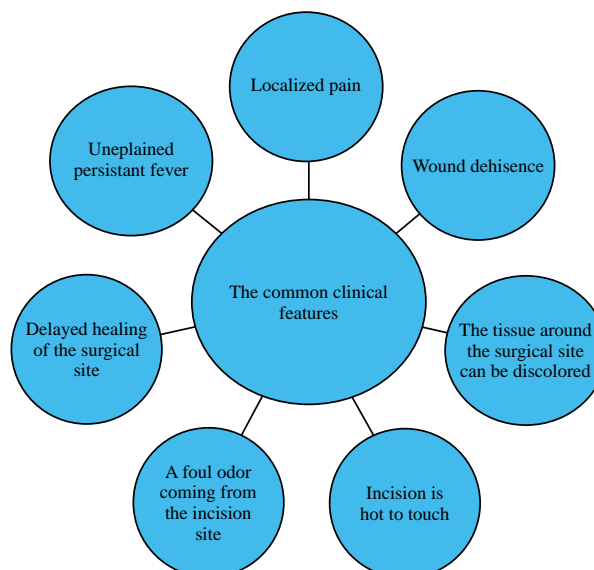 Localized pain
Uneplained
persistant fever
Wound dehisence
The common clinical
features
Delayed healing
of the surgical
site
The tissue around
the surgical site
can be discolored
A foul odor
coming from
the incision
site
Incision is
hot to touch